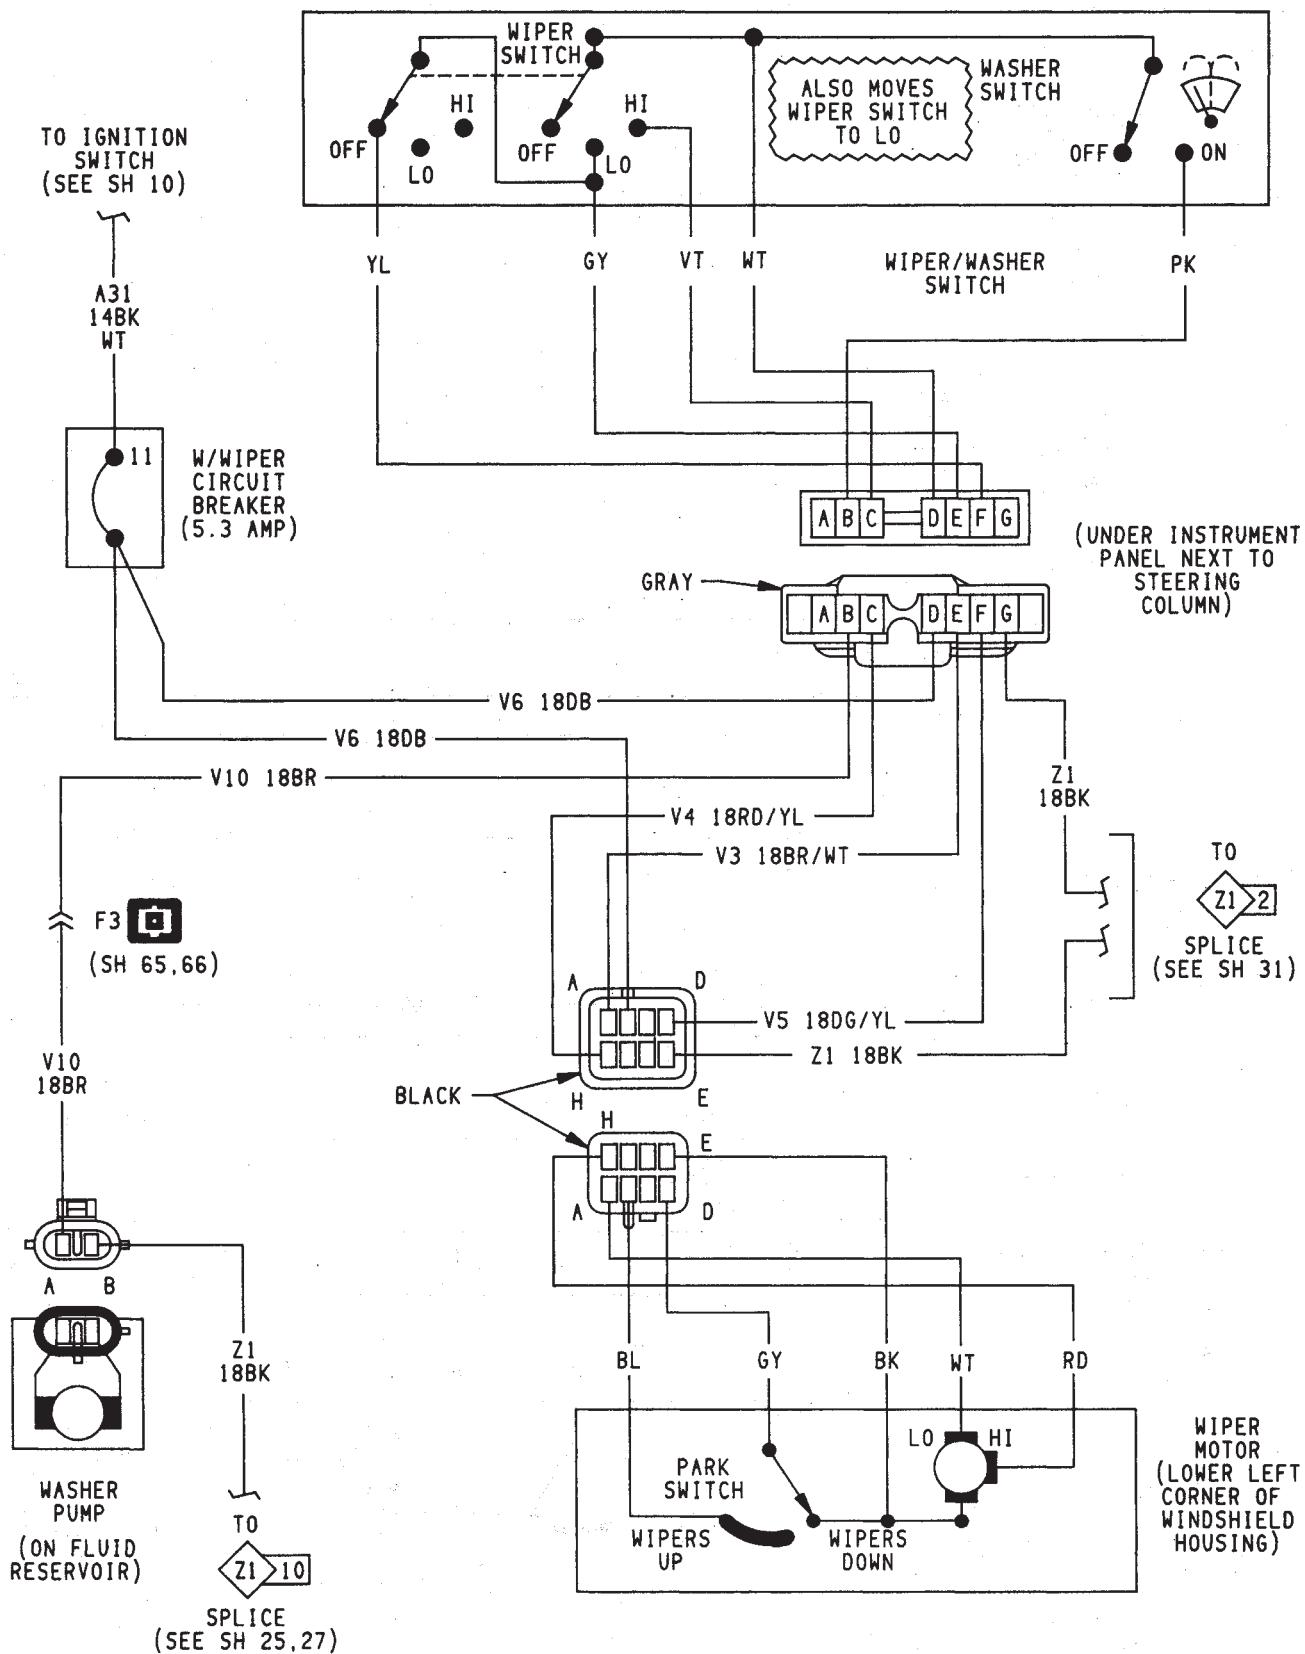 WIPER
SWITCH
HI
OFF
LO
HI
OFF
LO
ALSO MOVES
WIPER SWITCH
TO LO
WASHER
SWITCH
OFF
ON
TO IGNITION
SWITCH
(SEE SH 10)
YL
GY
VT
WT
WIPER/WASHER
SWITCH
PK
A31
14BK
WT
11
W/WIPER
CIRCUIT
BREAKER
(5.3 AMP)
A B C D E F G
(UNDER INSTRUMENT
PANEL NEXT TO
STEERING
COLUMN)
GRAY
A B C D E F G
V6 18DB
V6 18DB
V10 18BR
V4 18RD/YL
V3 18BR/WT
Z1
18BK
TO
Z1 2
SPLICE
(SEE SH 31)
F3
(SH 65,66)
A
D
V5 18DG/YL
Z1 18BK
V10
18BR
BLACK
H
E
H
E
A
D
A
B
Z1
18BK
BL
GY
BK
WT
RD
LO
HI
PARK
SWITCH
WIPERS
UP
WIPERS
DOWN
WIPER
MOTOR
(LOWER LEFT
CORNER OF
WINDSHIELD
HOUSING)
WASHER
PUMP
(ON FLUID
RESERVOIR)
TO
Z1 10
SPLICE
(SEE SH 25,27)